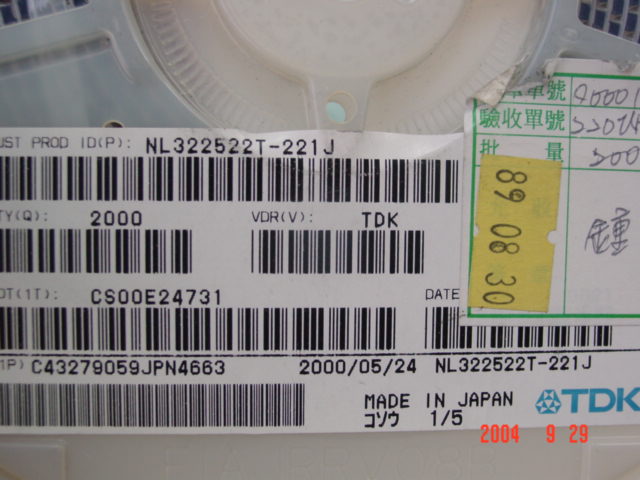 UST PROD ID(P): NL322522T-221J
TY(Q): 2000 VDR(V): TDK
OT(1T): CS00E24731 DATE
1P) C43279059JPN4663 2000/05/24 NL322522T-221J
MADE IN JAPAN TDK
コソウ 1/5
單號
驗收單號
批 量
89 08 30
2004 9 29